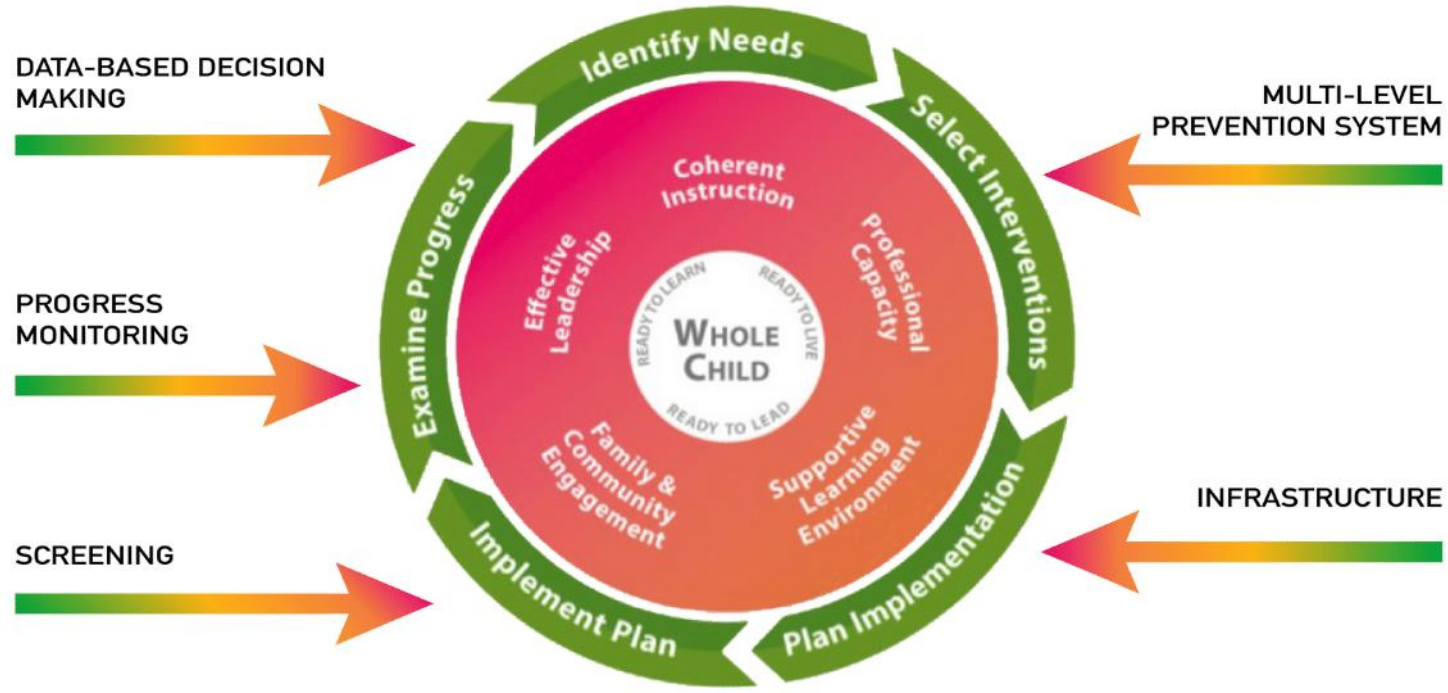 DATA-BASED DECISION
MAKING
PROGRESS
MONITORING
SCREENING
MULTI-LEVEL
PREVENTION SYSTEM
INFRASTRUCTURE
Identify Needs
Select Interventions
Plan Implementation
Implement Plan
Examine Progress
Coherent
Instruction
Professional
Capacity
Supportive
Learning
Environment
Family &
Community
Engagement
Effective
Leadership
READY TO LEARN
READY TO LIVE
READY TO LEAD
WHOLE
CHILD